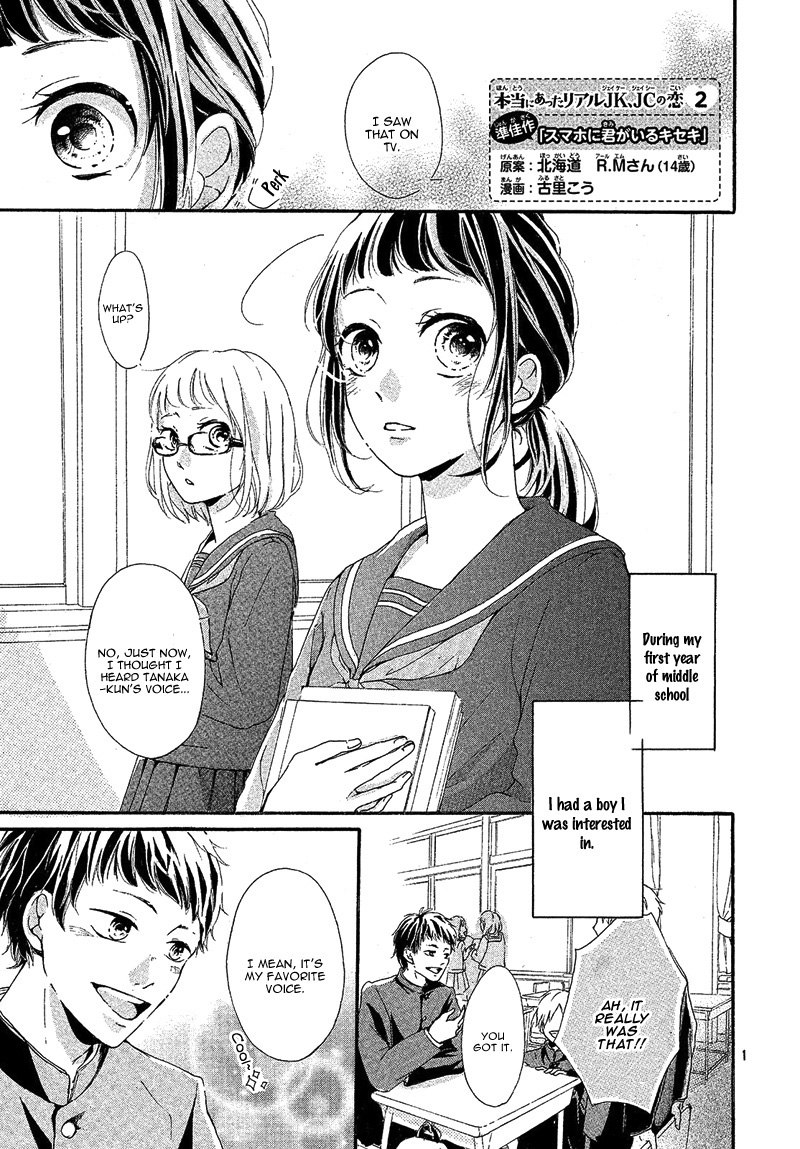 本当にあったリアルJK、JCの恋 2
準佳作「スマホに君がいるキセキ」
原案：北海道 R.Mさん(14歳)
漫画：古里こう
I SAW
THAT ON
TV.
Perk
WHAT'S
UP?
NO, JUST NOW,
I THOUGHT I
HEARD TANAKA
-KUN'S VOICE...
During my
first year
of middle
school
I had a boy I
was interested
in.
AH, IT
REALLY
WAS
THAT!!
YOU
GOT IT.
I MEAN, IT'S
MY FAVORITE
VOICE.
Cool
1